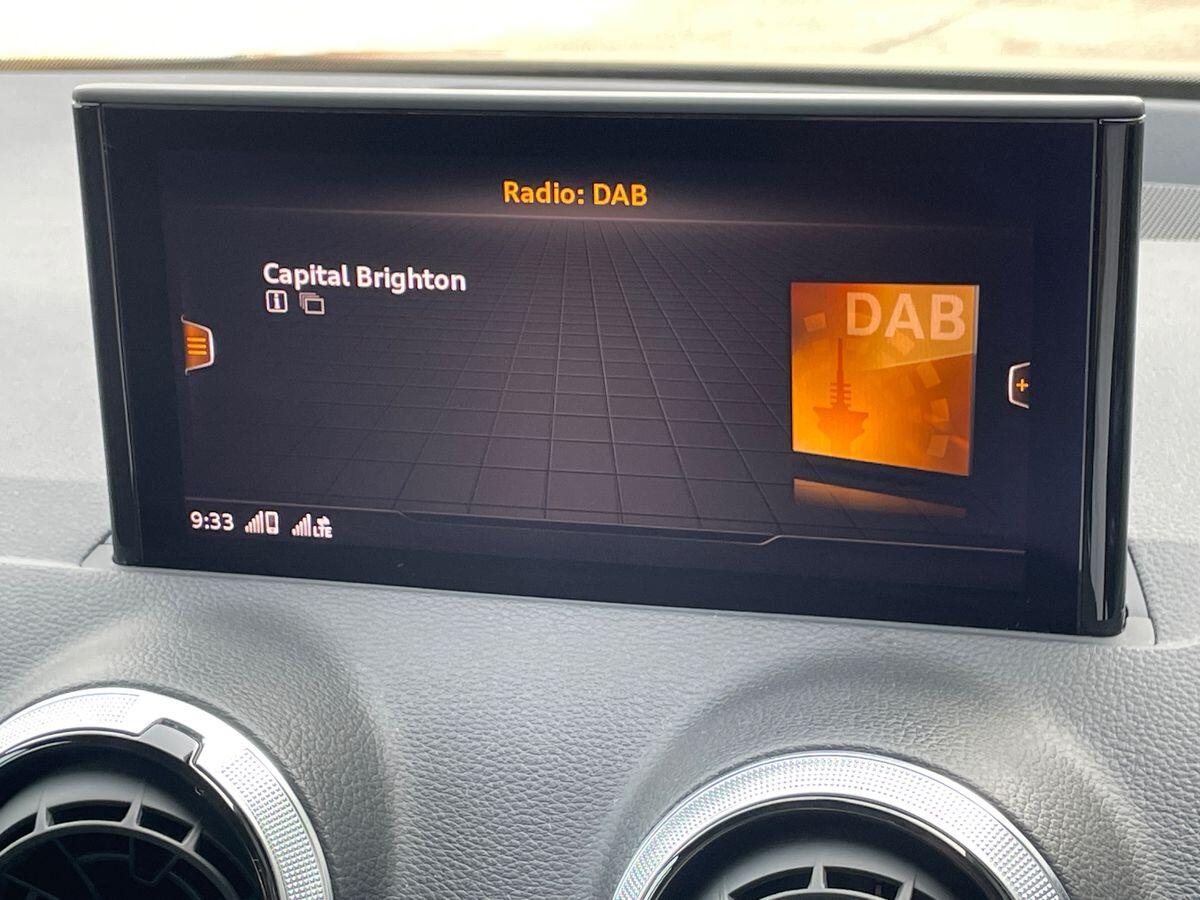 Radio: DAB
Capital Brighton
DAB
9:33 LTE